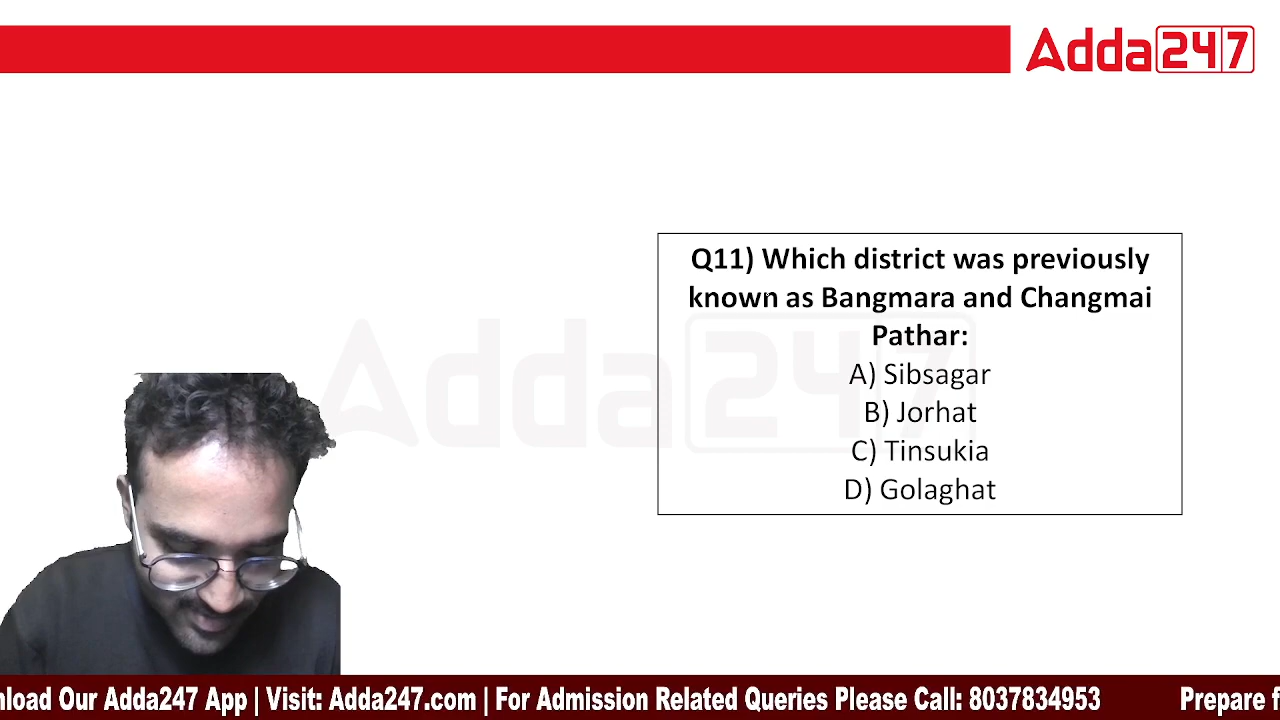 Adda247
Q11) Which district was previously
known as Bangmara and Changmai
Pathar:
A) Sibsagar
B) Jorhat
C) Tinsukia
D) Golaghat
Adda247
nload Our Adda247 App | Visit: Adda247.com | For Admission Related Queries Please Call: 8037834953 Prepare f